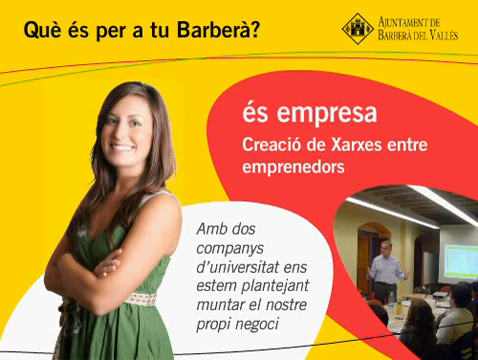 Què és per a tu Barberà?
AJUNTAMENT DE
BARBERÀ DEL VALLÈS
és empresa
Creació de Xarxes entre
emprenedors
Amb dos
companys
d'universitat ens
estem plantejant
muntar el nostre
propi negoci